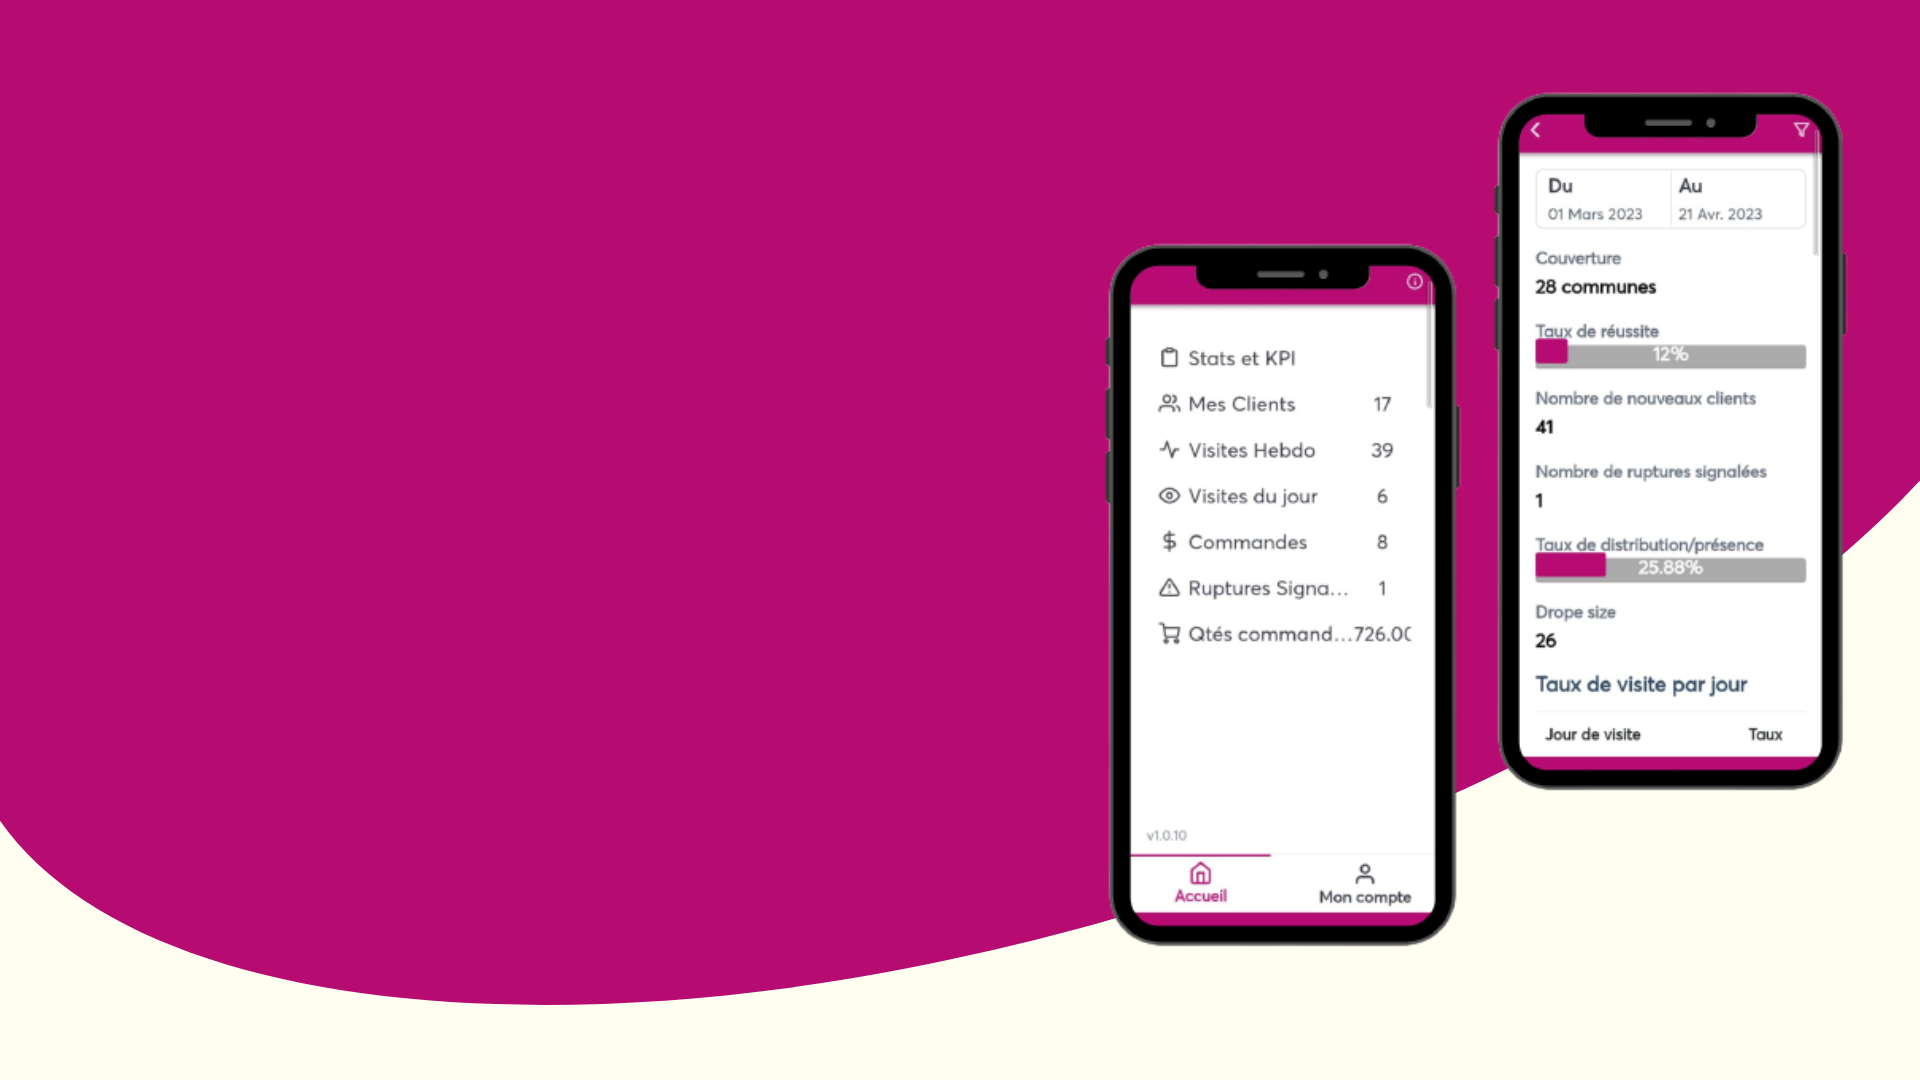 Stats et KPI
Mes Clients 17
Visites Hebdo 39
Visites du jour 6
Commandes 8
Ruptures Signa... 1
Qtés command...726.00
v1.0.10
Accueil Mon compte
Du Au
01 Mars 2023 21 Avr. 2023
Couverture
28 communes
Taux de réussite
12%
Nombre de nouveaux clients
41
Nombre de ruptures signalées
1
Taux de distribution/présence
25.88%
Drope size
26
Taux de visite par jour
Jour de visite Taux